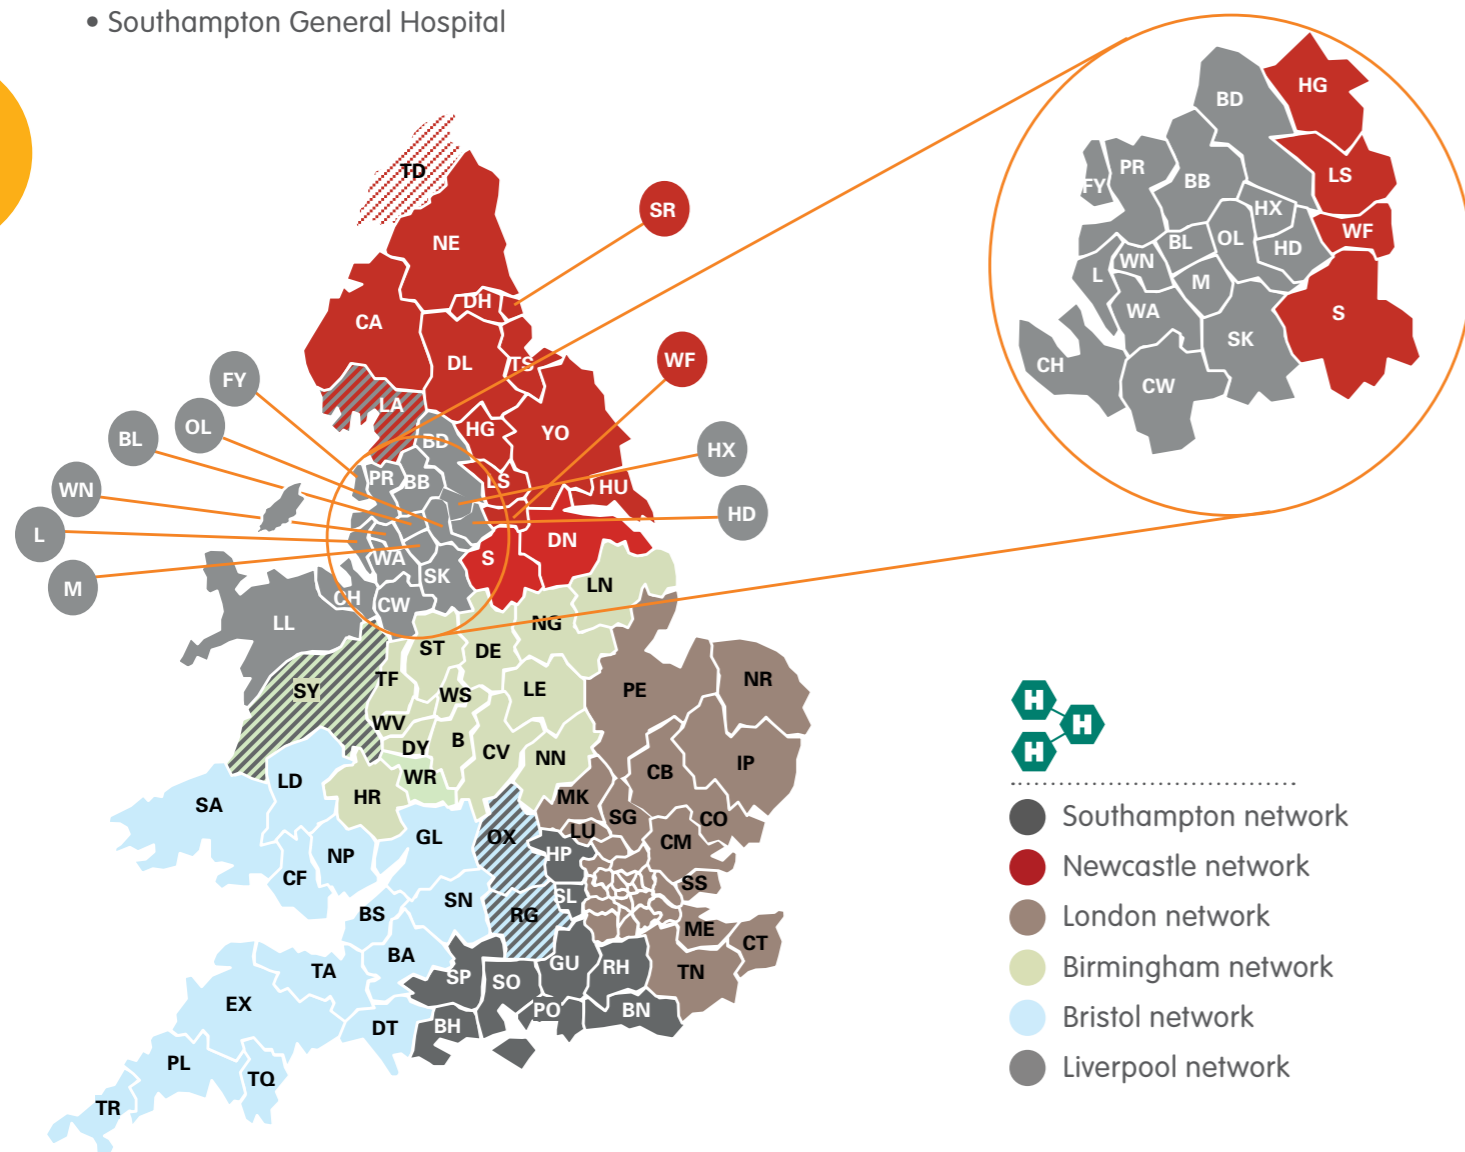 • Southampton General Hospital
TD
NE
SR
DH
CA
DL
TS
WF
FY
LA
OL
BL
HG
YO
BD
HX
PR
BB
LS
HU
WN
HD
L
DN
M
WA
S
SK
LN
CH
CW
LL
NG
ST
DE
SY
TF
WS
LE
PE
NR
WV
DY
B
CV
NN
WR
CB
IP
LD
HR
MK
SA
SG
CO
GL
OX
LU
CM
NP
HP
CF
SS
SL
SN
BS
RG
ME
CT
BA
TA
GU
RH
TN
SP
SO
EX
PO
BN
DT
BH
PL
TQ
TR
HG
BD
PR
LS
FY
BB
HX
WF
BL
OL
HD
WN
L
M
WA
S
SK
CH
CW
H
H
H
Southampton network
Newcastle network
London network
Birmingham network
Bristol network
Liverpool network